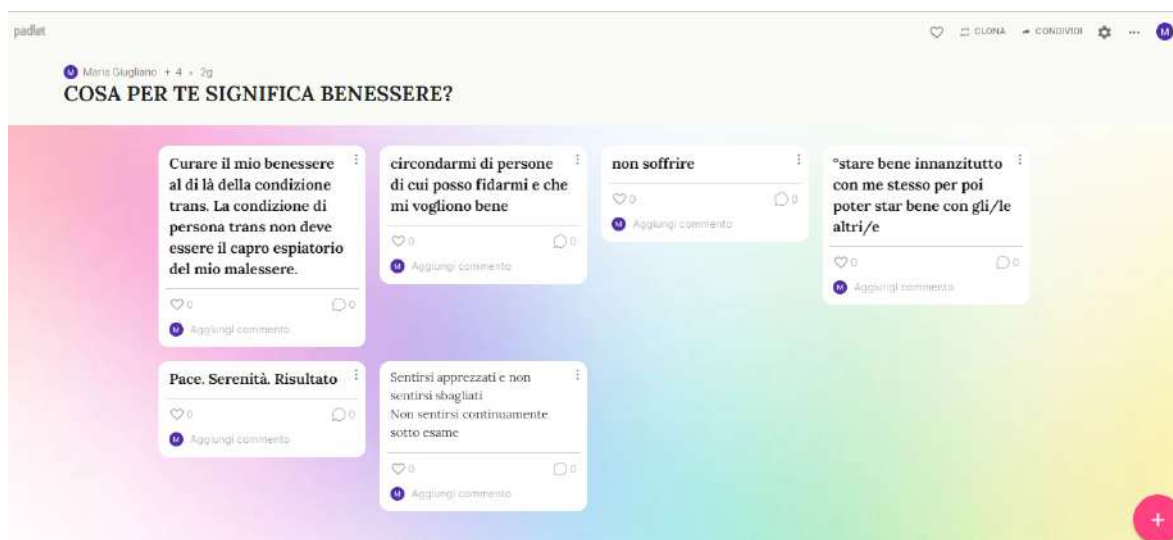 padlet
CLONA
CONDIVIDI
M
M Maria Giugliano + 4 • 2g
COSA PER TE SIGNIFICA BENESSERE?
Curare il mio benessere
al di là della condizione
trans. La condizione di
persona trans non deve
essere il capro espiatorio
del mio malessere.
0 0
M Aggiungi commento
circondarmi di persone
di cui posso fidarmi e che
mi vogliono bene
0 0
M Aggiungi commento
non soffrire
0 0
M Aggiungi commento
"stare bene innanzitutto
con me stesso per poi
poter star bene con gli/le
altri/e
0 0
M Aggiungi commento
Pace. Serenità. Risultato
0 0
M Aggiungi commento
Sentirsi apprezzati e non
sentirsi sbagliati
Non sentirsi continuamente
sotto esame
0 0
M Aggiungi commento